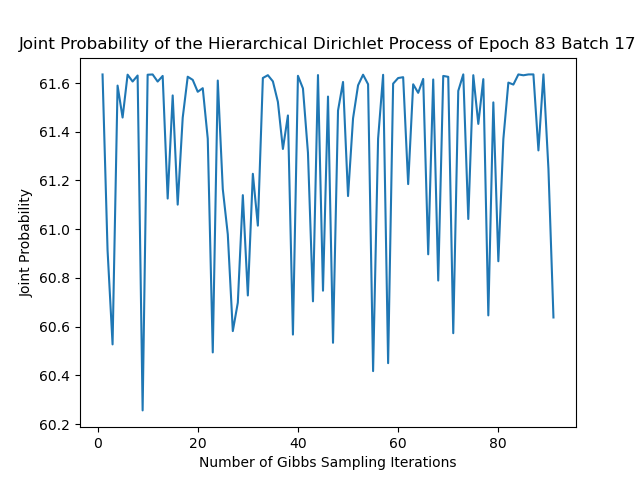 Joint Probability of the Hierarchical Dirichlet Process of Epoch 83 Batch 17
61.6
61.4
61.2
61.0
60.8
60.6
60.4
60.2
Joint Probability
0 20 40 60 80
Number of Gibbs Sampling Iterations